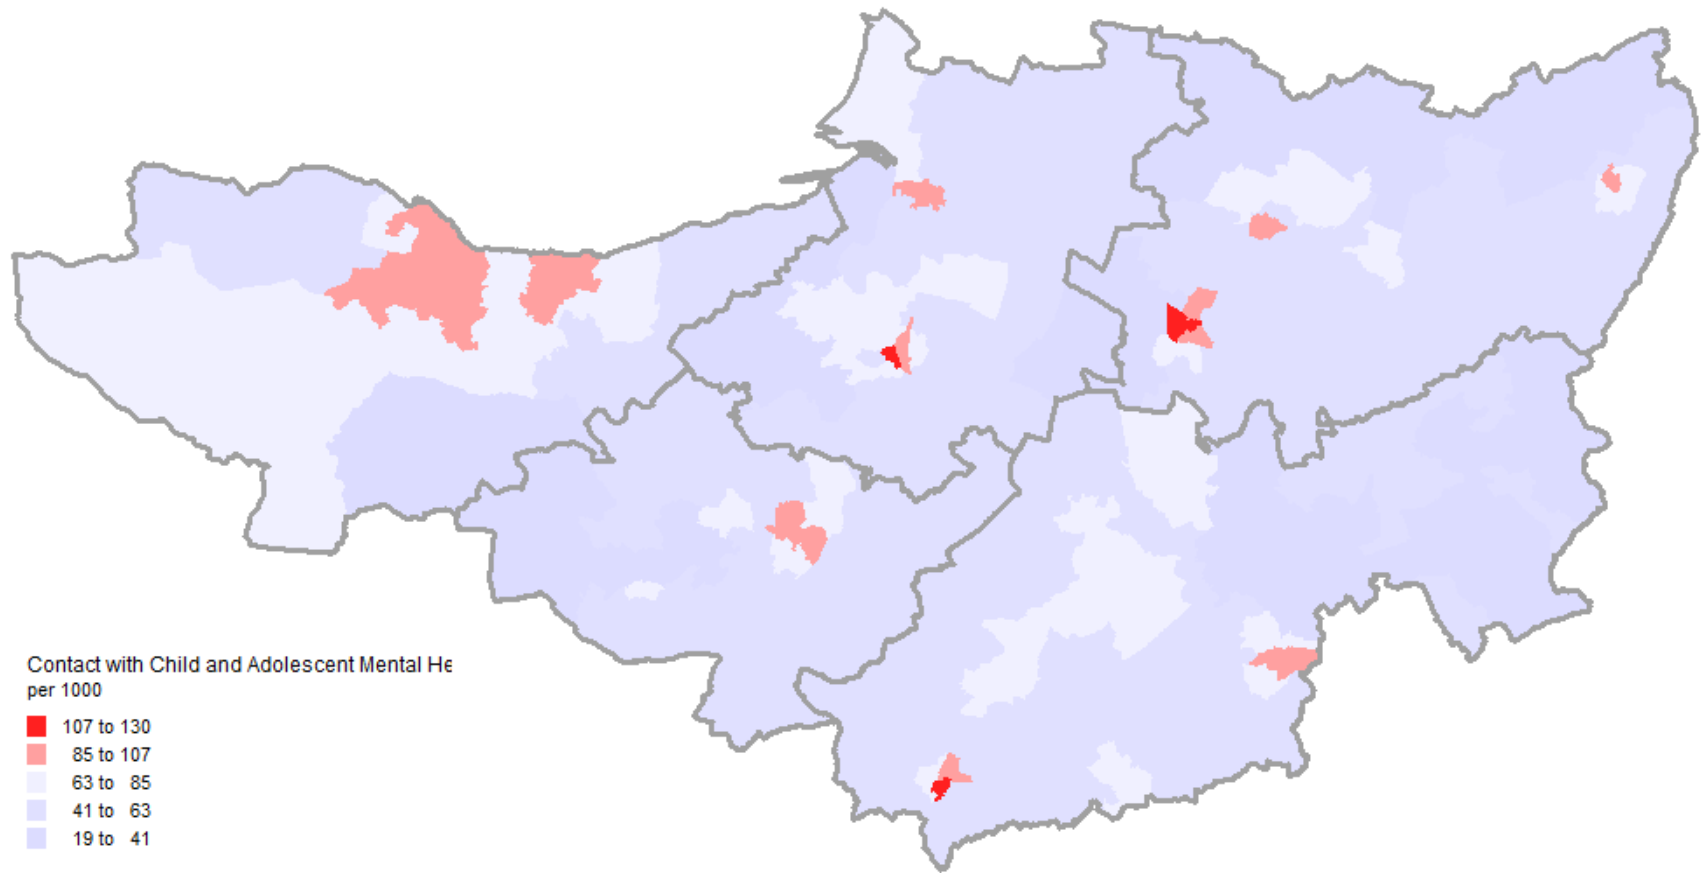 Contact with Child and Adolescent Mental He
per 1000
107 to 130
85 to 107
63 to 85
41 to 63
19 to 41